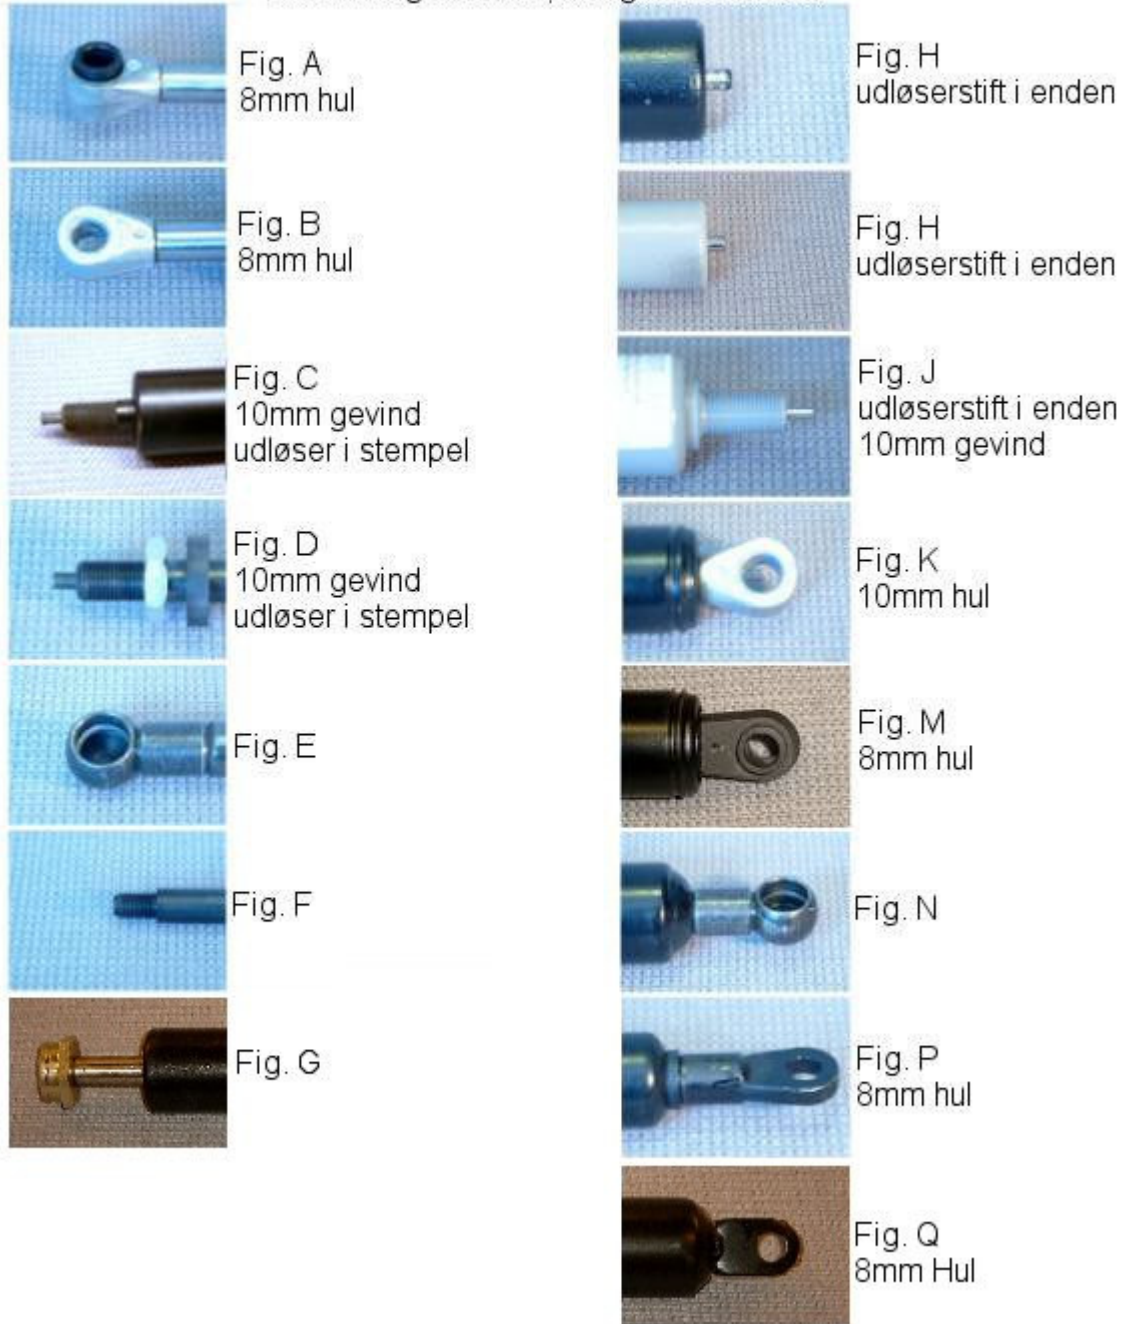 Fig. A
8mm hul
Fig. B
8mm hul
Fig. C
10mm gevind
udløser i stempel
Fig. D
10mm gevind
udløser i stempel
Fig. E
Fig. F
Fig. G
Fig. H
udløserstift i enden
Fig. H
udløserstift i enden
Fig. J
udløserstift i enden
10mm gevind
Fig. K
10mm hul
Fig. M
8mm hul
Fig. N
Fig. P
8mm hul
Fig. Q
8mm Hul